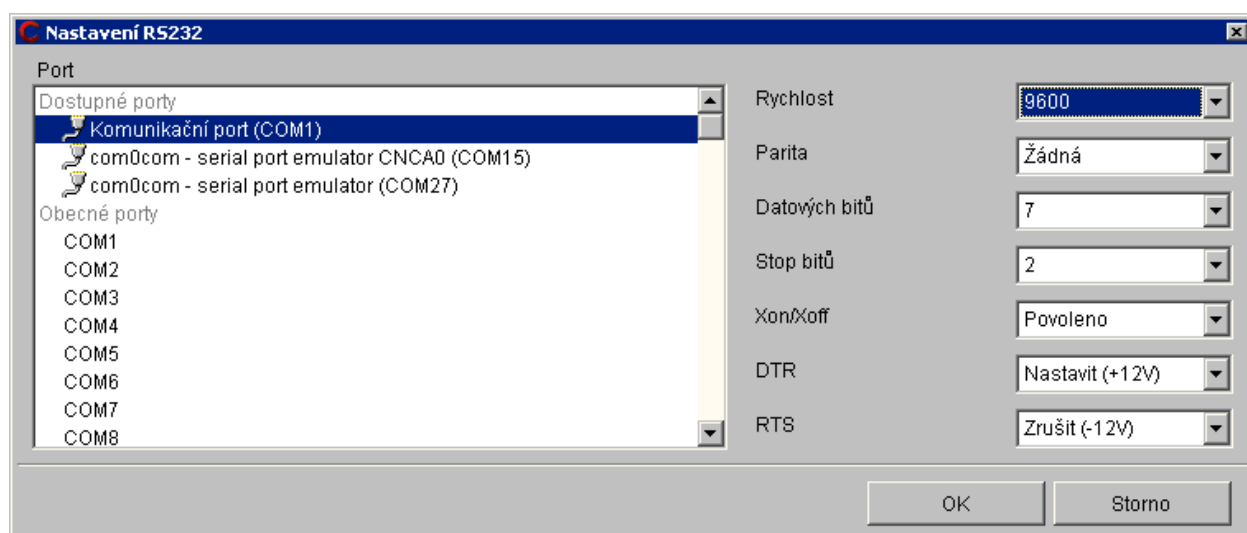 Nastavení RS232
Port
Dostupné porty
Komunikační port (COM1)
com0com - serial port emulator CNCA0 (COM15)
com0com - serial port emulator (COM27)
Obecné porty
COM1
COM2
COM3
COM4
COM5
COM6
COM7
COM8
Rychlost 9600
Parita Žádná
Datových bitů 7
Stop bitů 2
Xon/Xoff Povoleno
DTR Nastavit (+12V)
RTS Zrušit (-12V)
OK Storno